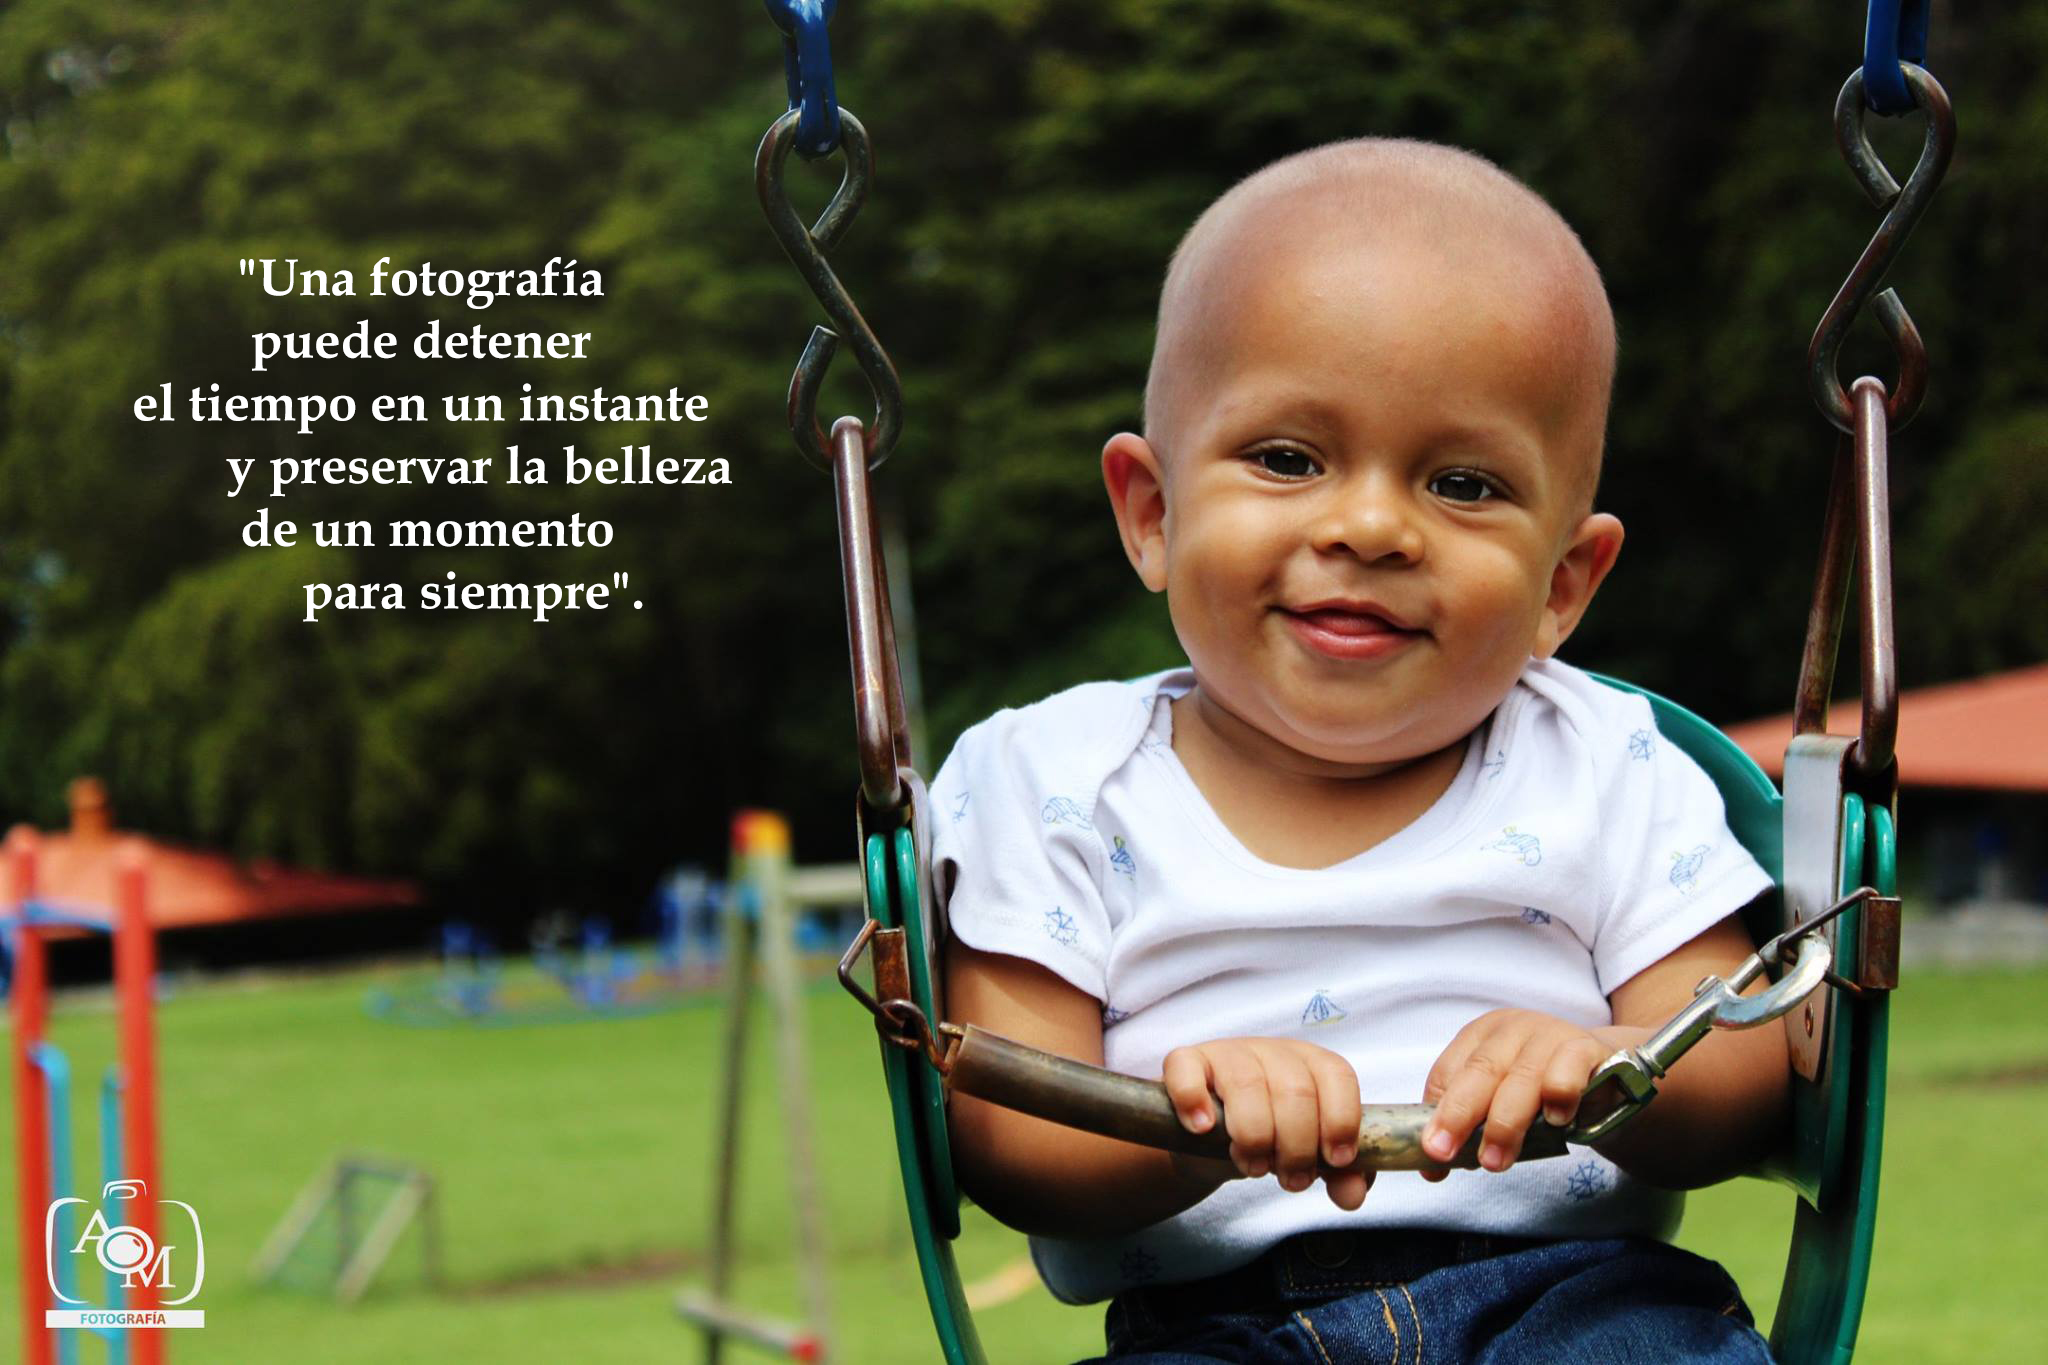 "Una fotografía
puede detener
el tiempo en un instante
y preservar la belleza
de un momento
para siempre".
AOM
FOTOGRAFÍA